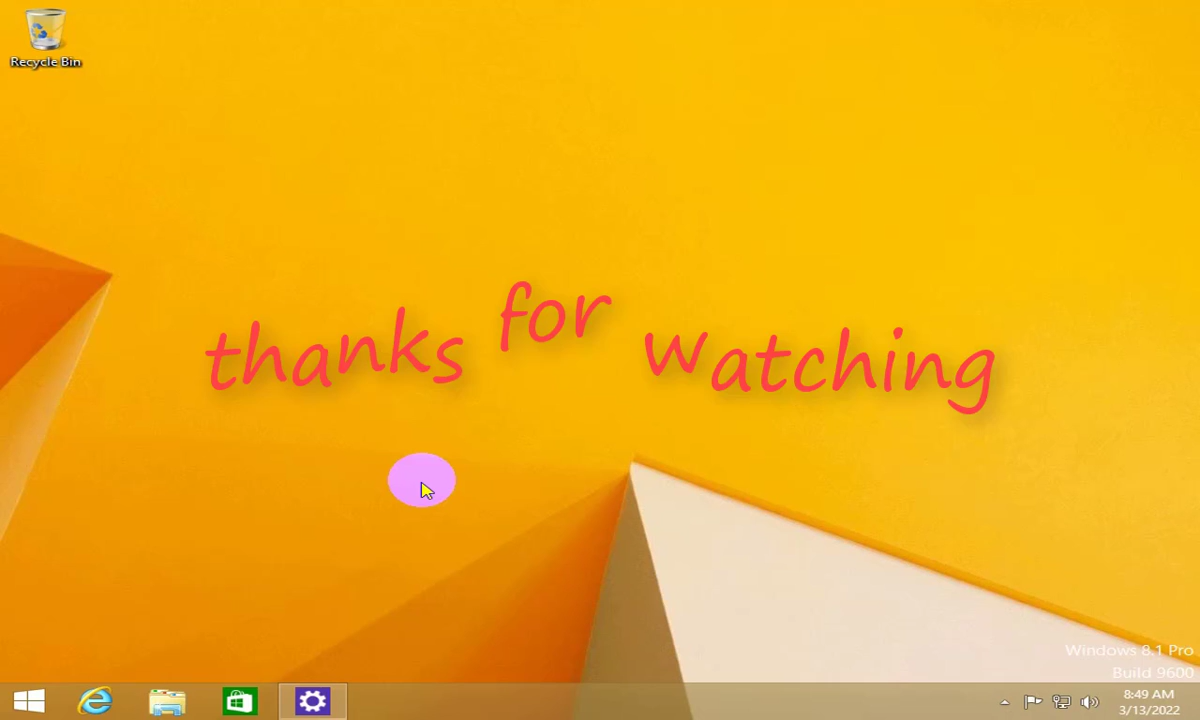 Recycle Bin
thanks for watching
Windows 8.1 Pro
Build 9600
8:49 AM
3/13/2022